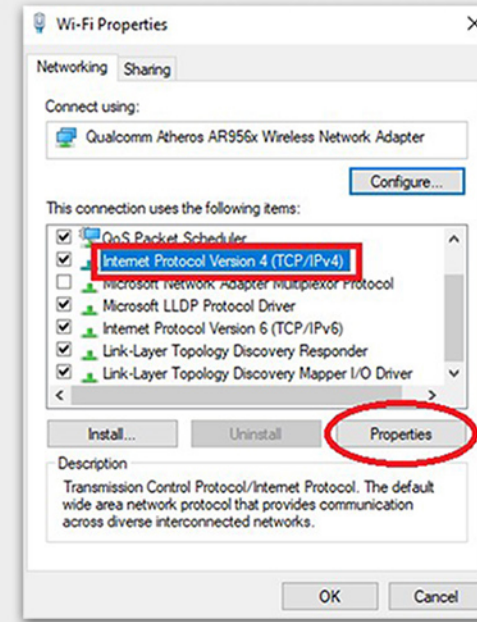 Wi-Fi Properties
Networking Sharing
Connect using:
Qualcomm Atheros AR956x Wireless Network Adapter
Configure...
This connection uses the following items:
QoS Packet Scheduler
Internet Protocol Version 4 (TCP/IPv4)
Microsoft Network Adapter Multiplexor Protocol
Microsoft LLDP Protocol Driver
Internet Protocol Version 6 (TCP/IPv6)
Link-Layer Topology Discovery Responder
Link-Layer Topology Discovery Mapper I/O Driver
Install... Uninstall Properties
Description
Transmission Control Protocol/Internet Protocol. The default
wide area network protocol that provides communication
across diverse interconnected networks.
OK Cancel